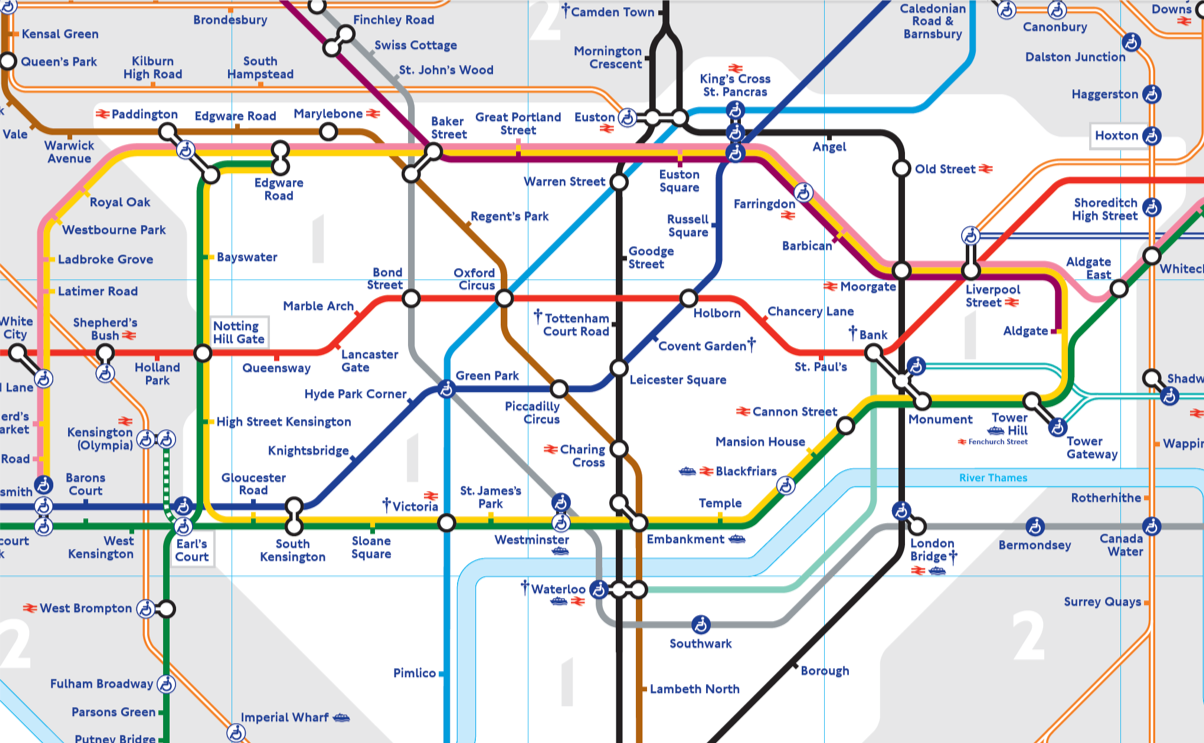 Brondesbury
Finchley Road
†Camden Town
Caledonian
Road &
Barnsbury
Canonbury
Downs
2
Kensal Green
Swiss Cottage
Dalston Junction
Queen's Park
Kilburn
High Road
South
Hampstead
St. John's Wood
Mornington
Crescent
King's Cross
St. Pancras
Haggerston
Paddington
Edgware Road
Marylebone
Baker
Street
Great Portland
Street
Euston
Vale
Warwick
Avenue
Angel
Hoxton
Edgware
Road
Warren Street
Euston
Square
Old Street
Royal Oak
Farringdon
Shoreditch
High Street
Westbourne Park
Regent's Park
Russell
Square
Barbican
1
Ladbroke Grove
Bayswater
Goodge
Street
Aldgate
East
Whitec
Latimer Road
Bond
Street
Oxford
Circus
Moorgate
Liverpool
Street
Marble Arch
Holborn
Chancery Lane
White
City
Shepherd's
Bush
Notting
Hill Gate
†Tottenham
Court Road
†Bank
Aldgate
1
Holland
Park
Queensway
Lancaster
Gate
Covent Garden†
St. Paul's
Lane
Hyde Park Corner
Green Park
Leicester Square
Shadw
erd's
arket
Piccadilly
Circus
Cannon Street
Monument
Tower
Hill
Fenchurch Street
Tower
Gateway
Kensington
(Olympia)
High Street Kensington
Mansion House
Wappin
Road
Knightsbridge
1
Charing
Cross
Blackfriars
River Thames
smith
Barons
Court
Gloucester
Road
†Victoria
St. James's
Park
Temple
Rotherhithe
court
k
West
Kensington
Earl's
Court
South
Kensington
Sloane
Square
Westminster
Embankment
London
Bridge†
Bermondsey
Canada
Water
†Waterloo
West Brompton
Surrey Quays
2
Southwark
2
Pimlico
1
Borough
Fulham Broadway
Lambeth North
Parsons Green
Imperial Wharf
Putney Bridge